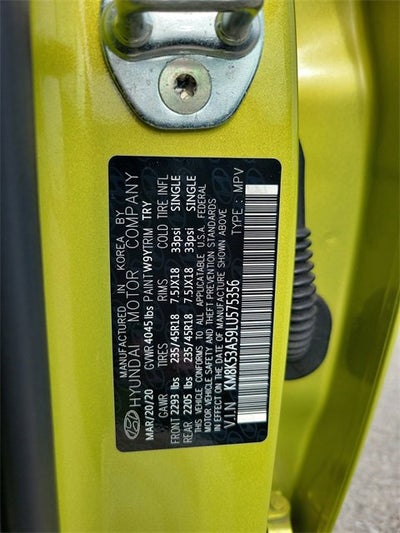 MANUFACTURED IN KOREA BY
HYUNDAI MOTOR COMPANY
MAR/20/20 GVWR 4045 lbs PAINT W9Y TRIM TRY
TIRES RIMS COLD TIRE INFL
FRONT 2293 lbs 235/45R18 7.5JX18 33psi SINGLE
REAR 2205 lbs 235/45R18 7.5JX18 33psi SINGLE
THIS VEHICLE CONFORMS TO ALL APPLICABLE U.S.A FEDERAL
MOTOR VEHICLE SAFETY AND THEFT PREVENTION STANDARDS
IN EFFECT ON THE DATE OF MANUFACTURE SHOWN ABOVE
V.I.N : KM8K53A59LU575356 TYPE : MPV